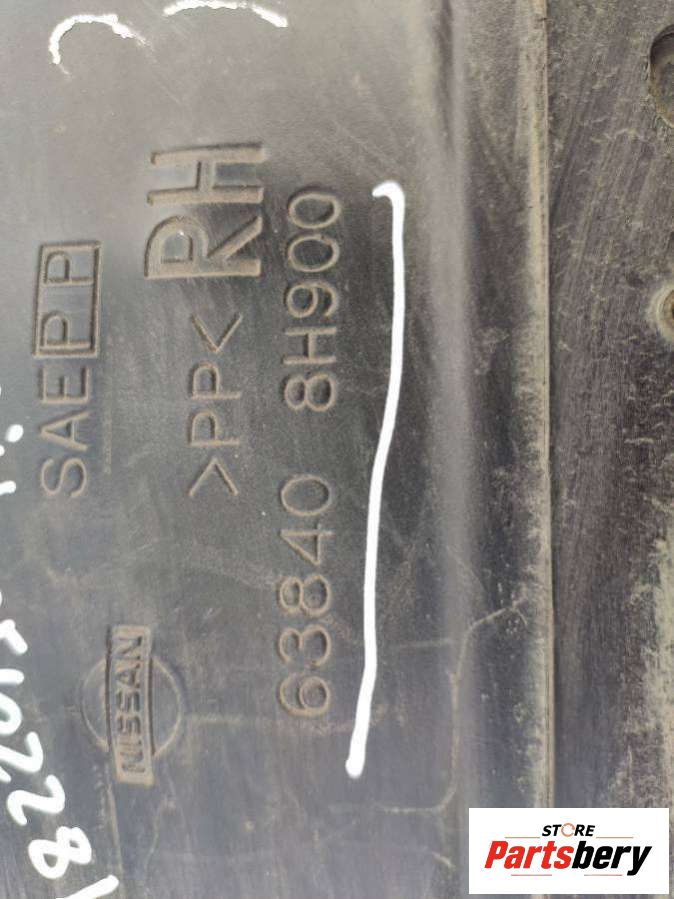 SAE PP
>PP< RH
NISSAN
63840 8H900
STORE
Partsbery